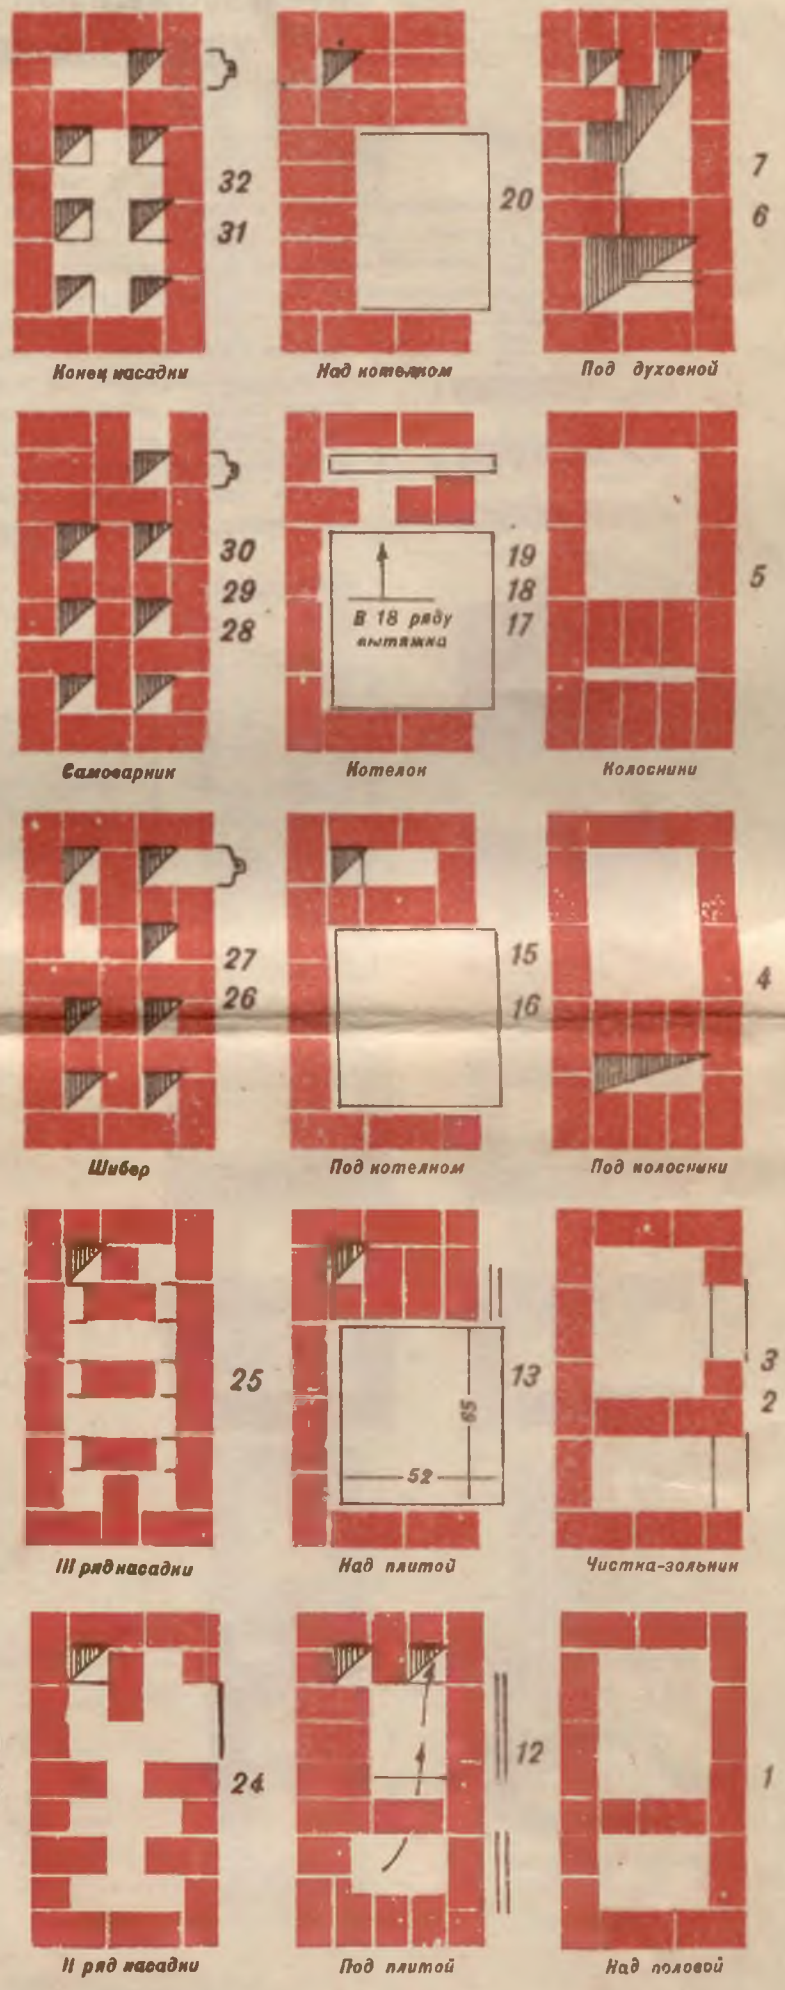 32
31
Конец насадки
20
Над котелком
7
6
Под духовкой
30
29
28
Самоварник
В 18 ряду
вытяжка
19
18
17
Котелок
5
Колосники
27
26
Шибер
15
16
Под котелком
4
Под колосники
25
III ряд насадки
65
52
13
Над плитой
3
2
Чистка-зольник
24
II ряд насадки
12
Под плитой
1
Над половой